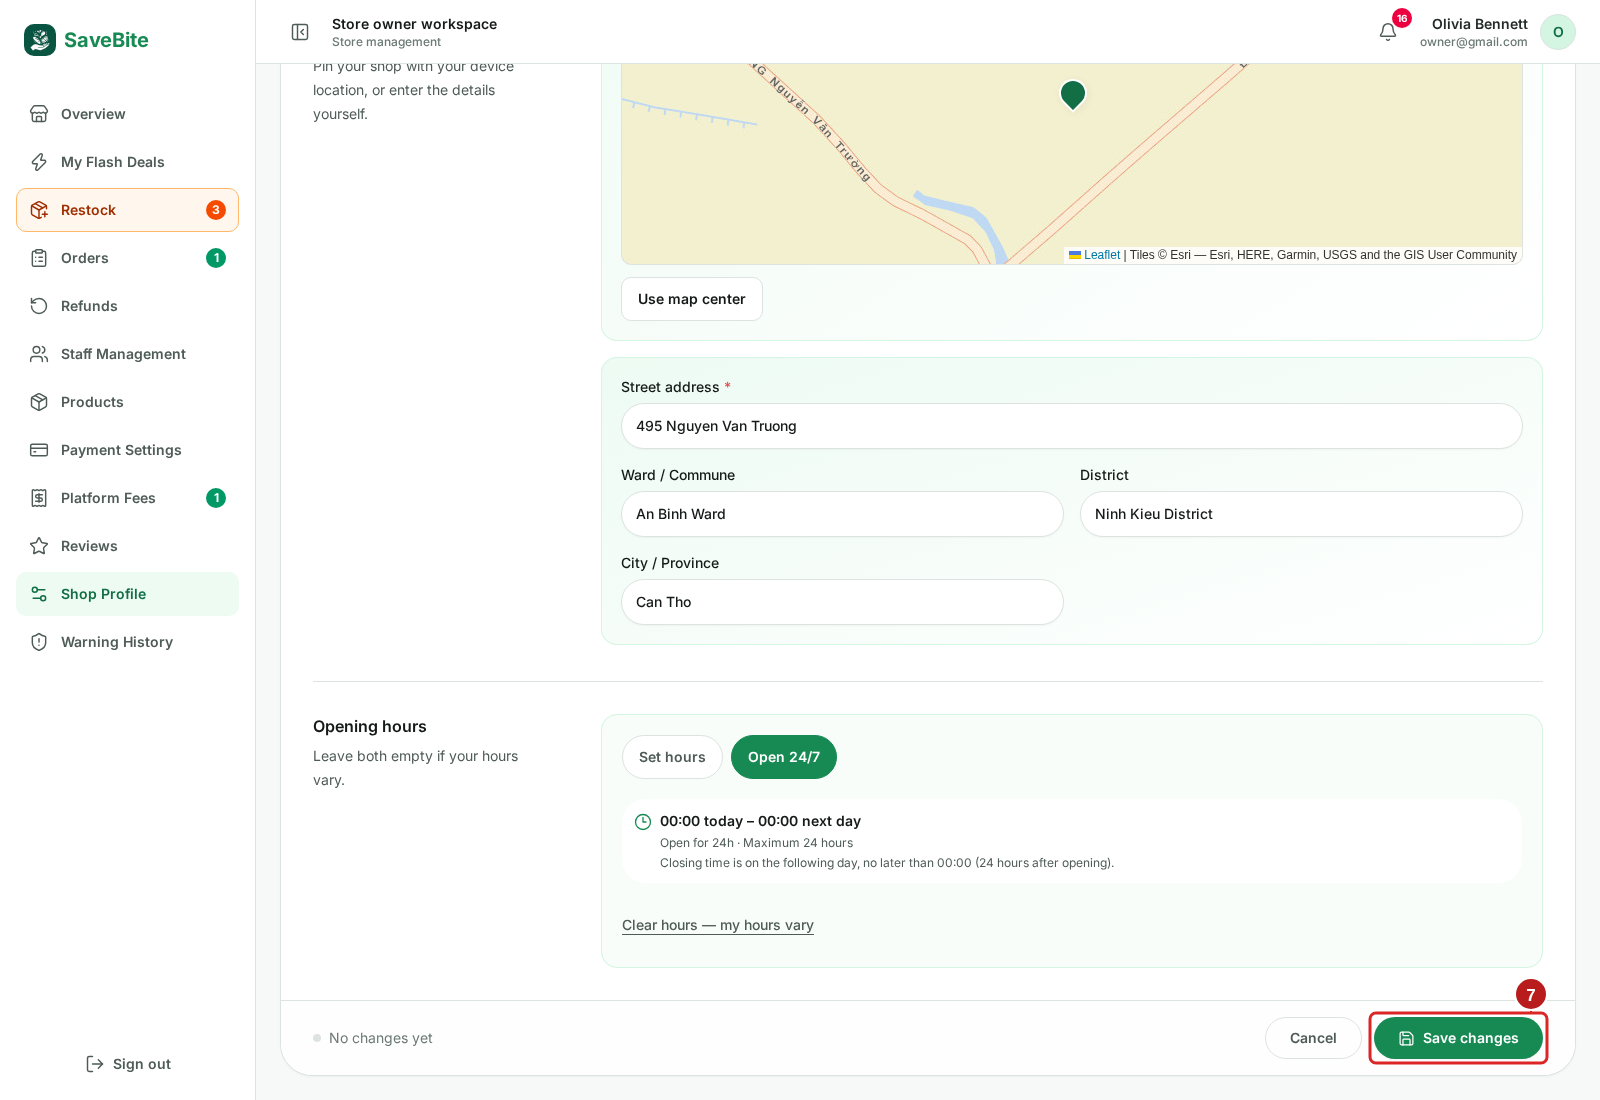 SaveBite
Store owner workspace
Store management
16
Olivia Bennett
owner@gmail.com
O
Overview
My Flash Deals
Restock
3
Orders
1
Refunds
Staff Management
Products
Payment Settings
Platform Fees
1
Reviews
Shop Profile
Warning History
Sign out
Pin your shop with your device
location, or enter the details
yourself.
NG Nguyễn Văn Trường
Leaflet | Tiles © Esri — Esri, HERE, Garmin, USGS and the GIS User Community
Use map center
Street address *
495 Nguyen Van Truong
Ward / Commune
District
An Binh Ward
Ninh Kieu District
City / Province
Can Tho
Opening hours
Leave both empty if your hours
vary.
Set hours
Open 24/7
00:00 today – 00:00 next day
Open for 24h · Maximum 24 hours
Closing time is on the following day, no later than 00:00 (24 hours after opening).
Clear hours — my hours vary
7
No changes yet
Cancel
Save changes